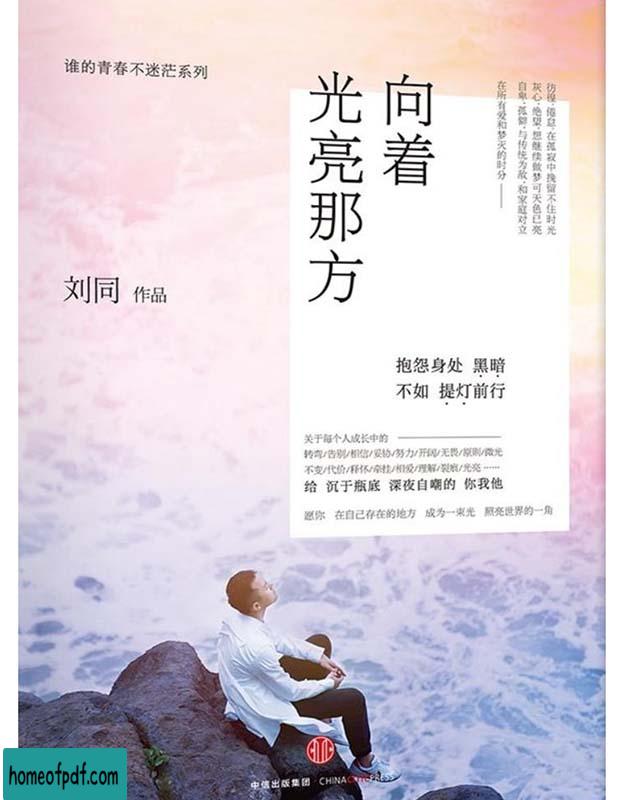 谁的青春不迷茫系列
向着
光亮那方
彷徨·倦怠·在孤寂中挽留不住时光
灰心·绝望·想继续做梦可天色已亮
自卑·孤僻·与传统为敌·和家庭对立
在所有爱和梦灭的时分——
刘同 作品
抱怨身处 黑暗
不如 提灯前行
关于每个人成长中的——
转弯/告别/相信/妥协/努力/开阔/无畏/原则/微光
不变/代价/释怀/牵挂/相爱/理解/裂痕/光亮……
给 沉于瓶底 深夜自嘲的 你我他
愿你 在自己存在的地方 成为一束光 照亮世界的一角
中信出版集团·CHINACITICPRESS
homeofpdf.com